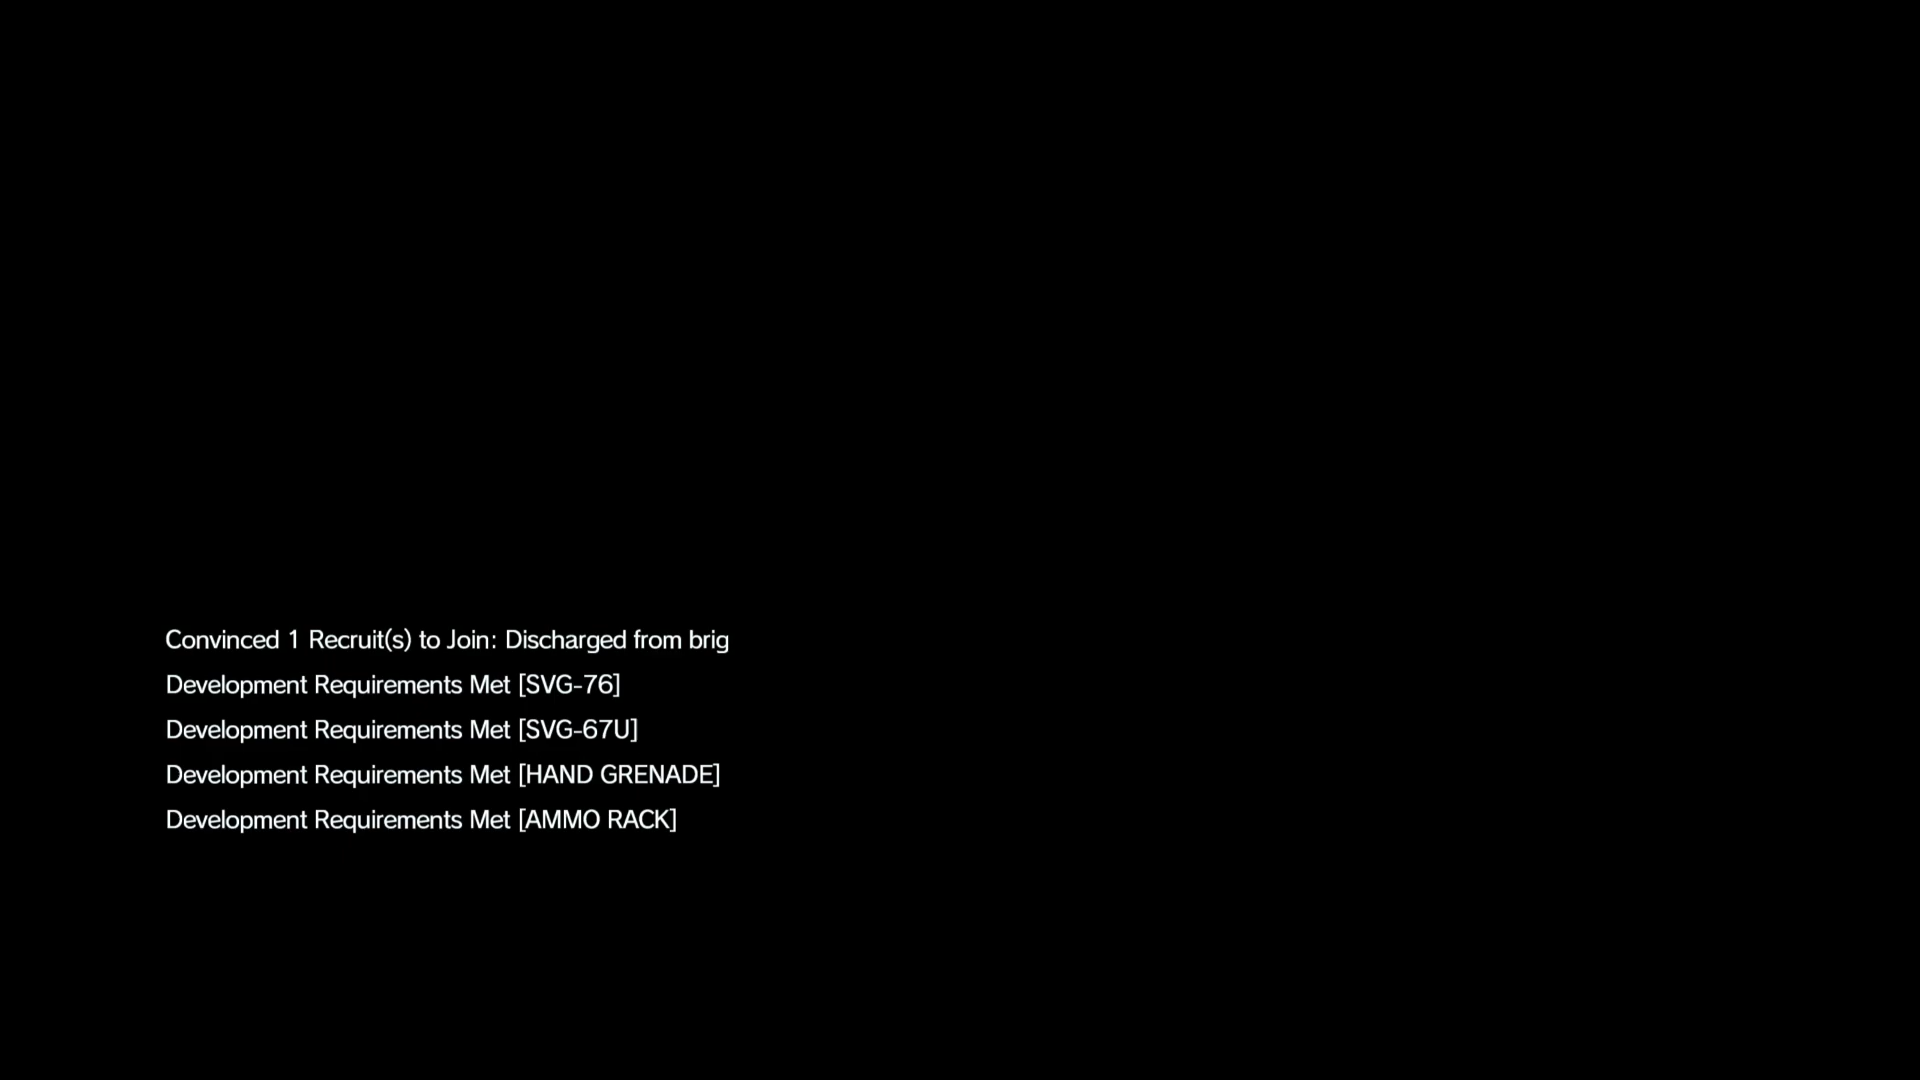 Convinced 1 Recruit(s) to Join: Discharged from brig
Development Requirements Met [SVG-76]
Development Requirements Met [SVG-67U]
Development Requirements Met [HAND GRENADE]
Development Requirements Met [AMMO RACK]